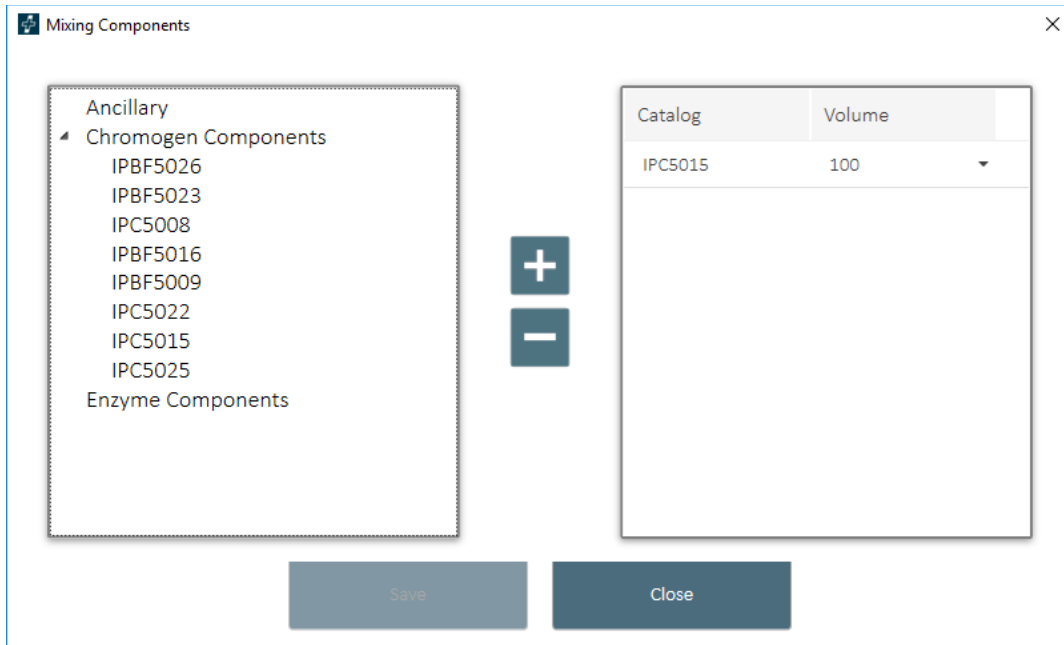 Mixing Components
Ancillary
Chromogen Components
IPBF5026
IPBF5023
IPC5008
IPBF5016
IPBF5009
IPC5022
IPC5015
IPC5025
Enzyme Components
Catalog Volume
IPC5015 100
Save
Close